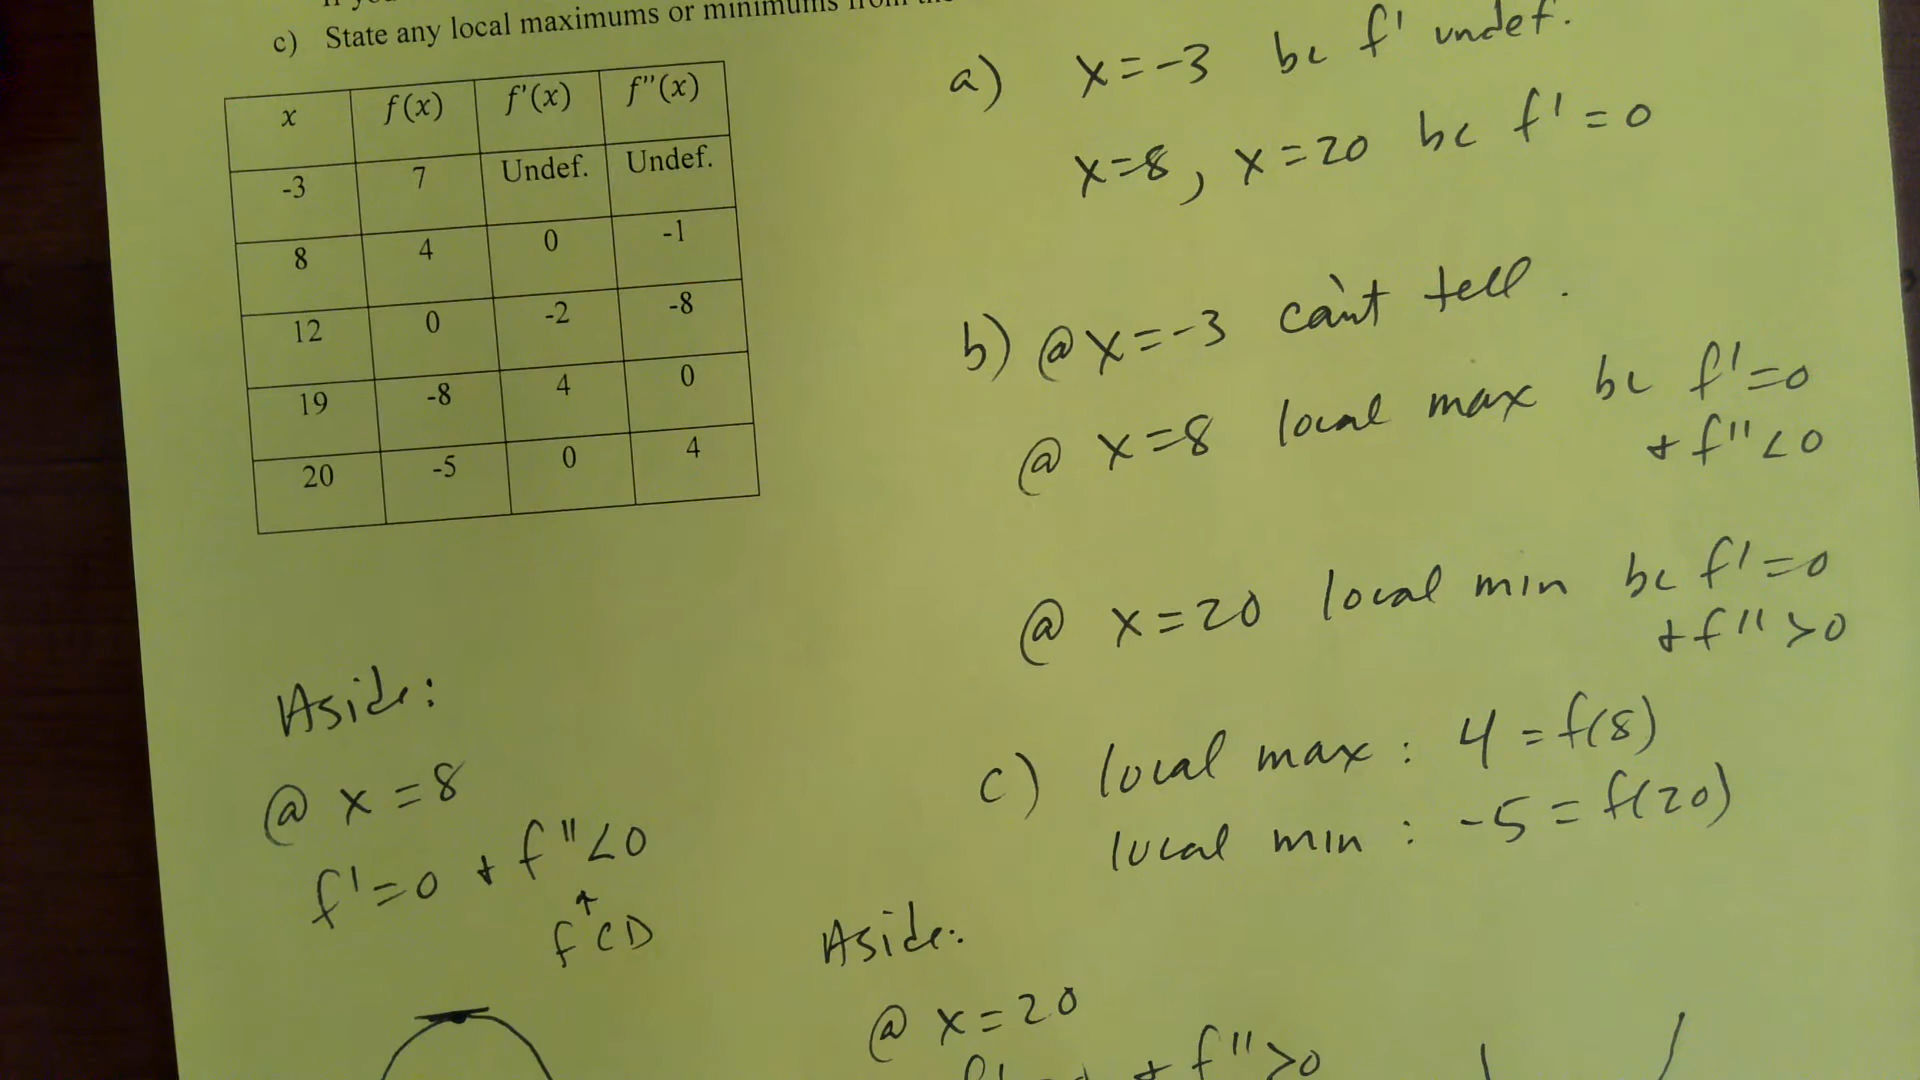 c) State any local maximums or minimums from the
x f(x) f'(x) f"(x)
-3 7 Undef. Undef.
8 4 0 -1
12 0 -2 -8
19 -8 4 0
20 -5 0 4
a) x=-3 bc f' undef.
x=8, x=20 bc f'=0
b) @ x=-3 can't tell.
@ x=8 local max bc f'=0
+ f"<0
@ x=20 local min bc f'=0
+ f">0
c) local max: 4=f(8)
local min: -5=f(20)
Aside:
@ x=8
f'=0 + f"<0
↑
f CD
Aside:
@ x=20
+ f">0